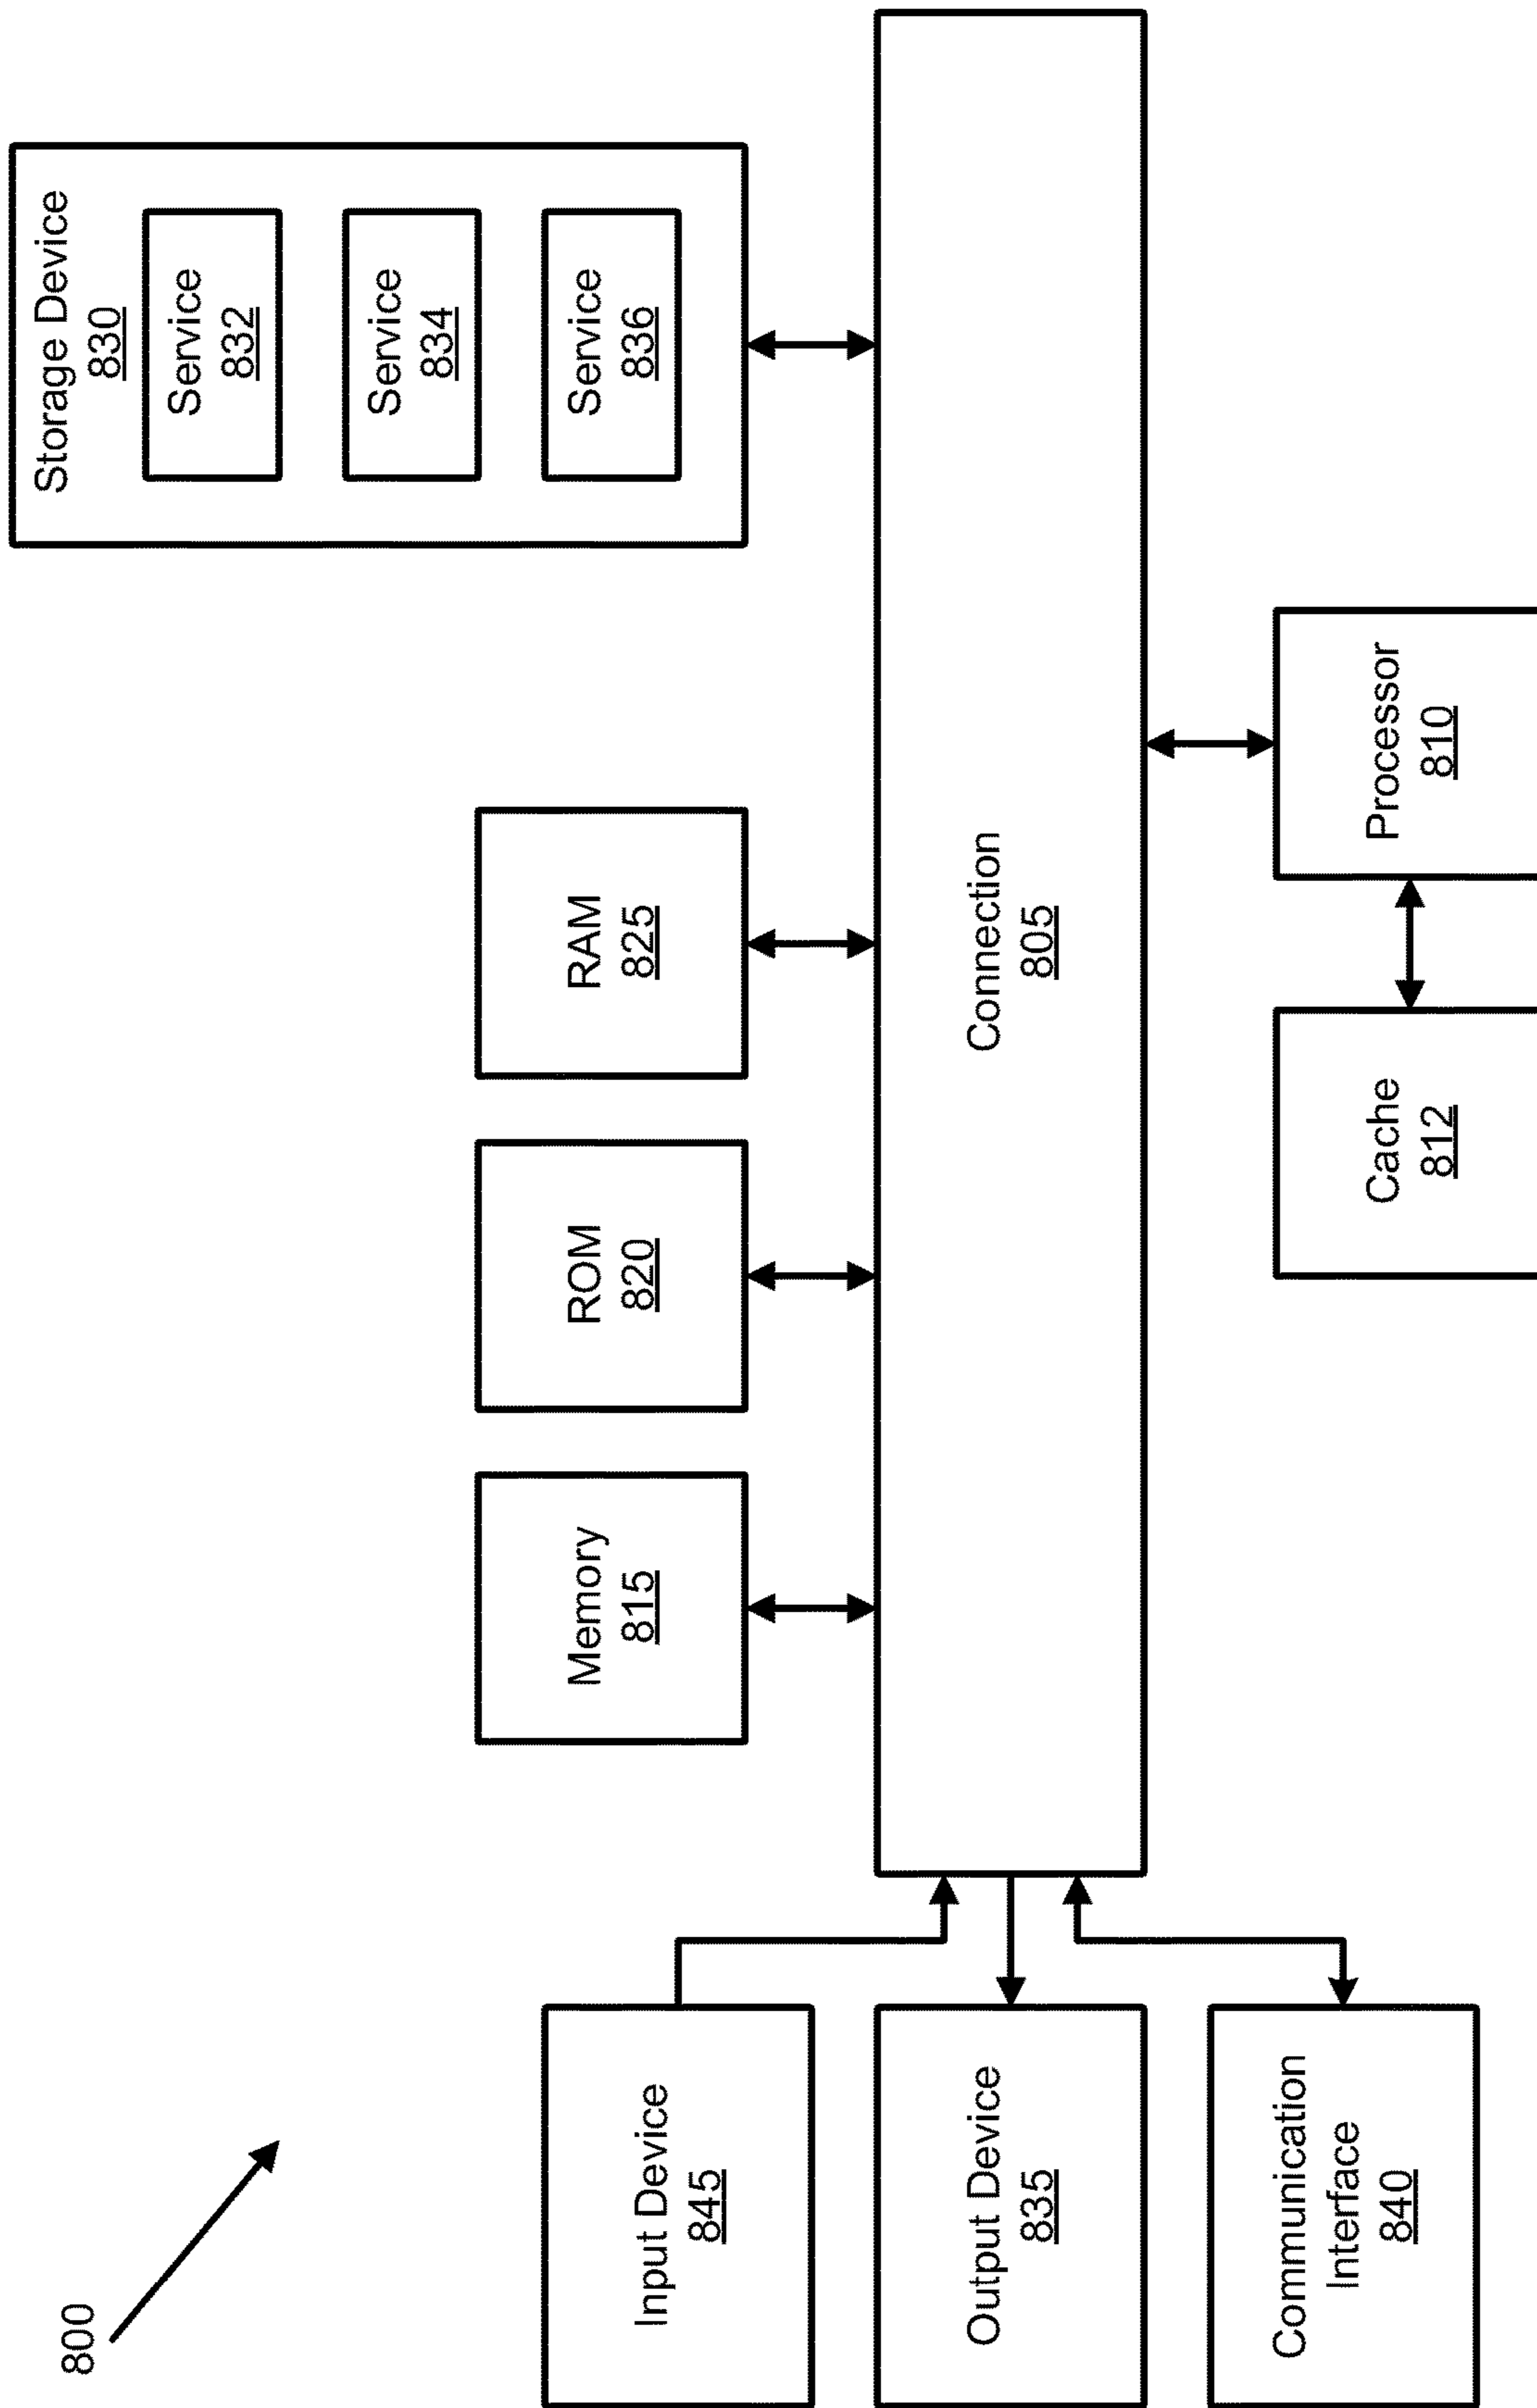 800
Input Device
845
Output Device
835
Communication
Interface
840
Memory
815
ROM
820
RAM
825
Storage Device
830
Service
832
Service
834
Service
836
Connection
805
Cache
812
Processor
810